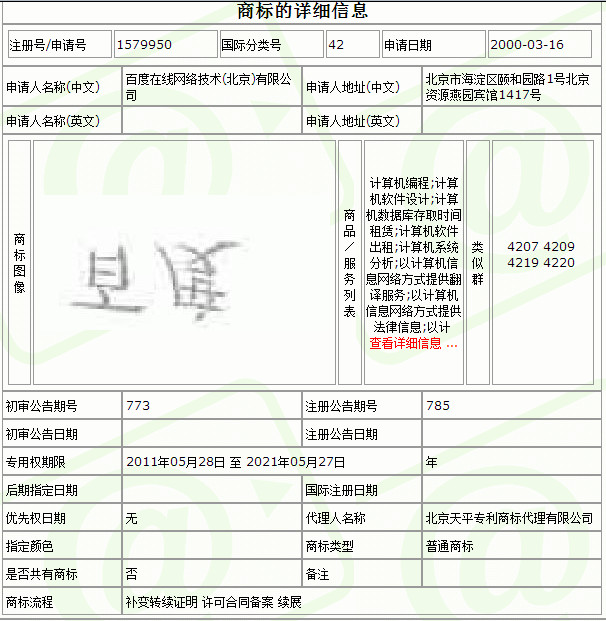 商标的详细信息
注册号/申请号 1579950 国际分类号 42 申请日期 2000-03-16
申请人名称(中文) 百度在线网络技术(北京)有限公司 申请人地址(中文) 北京市海淀区颐和园路1号北京资源燕园宾馆1417号
申请人名称(英文) 申请人地址(英文)
商标图像
商品/服务列表
计算机编程;计算
机软件设计;计算
机数据库存取时间
租赁;计算机软件
出租;计算机系统
分析;以计算机信
息网络方式提供翻
译服务;以计算机
信息网络方式提供
法律信息;以计
查看详细信息 ...
类似群
4207 4209
4219 4220
初审公告期号 773 注册公告期号 785
初审公告日期 注册公告日期
专用权期限 2011年05月28日 至 2021年05月27日 年
后期指定日期 国际注册日期
优先权日期 无 代理人名称 北京天平专利商标代理有限公司
指定颜色 商标类型 普通商标
是否共有商标 否 备注
商标流程 补变转续证明 许可合同备案 续展